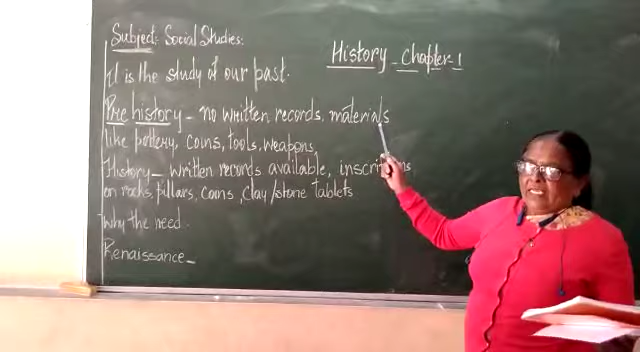 Subject: Social Studies:
History - Chapter - 1
It is the study of our past.
Pre history - no written records, materials
like pottery, coins, tools, weapons,
History - written records available, inscriptions,
on rocks, pillars, coins, clay/stone tablets
Why the need.
Renaissance -